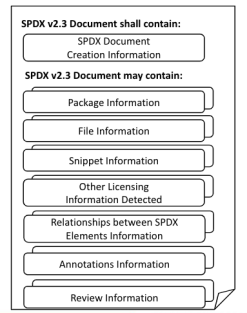 SPDX v2.3 Document shall contain:
SPDX Document
Creation Information
SPDX v2.3 Document may contain:
Package Information
File Information
Snippet Information
Other Licensing
Information Detected
Relationships between SPDX
Elements Information
Annotations Information
Review Information